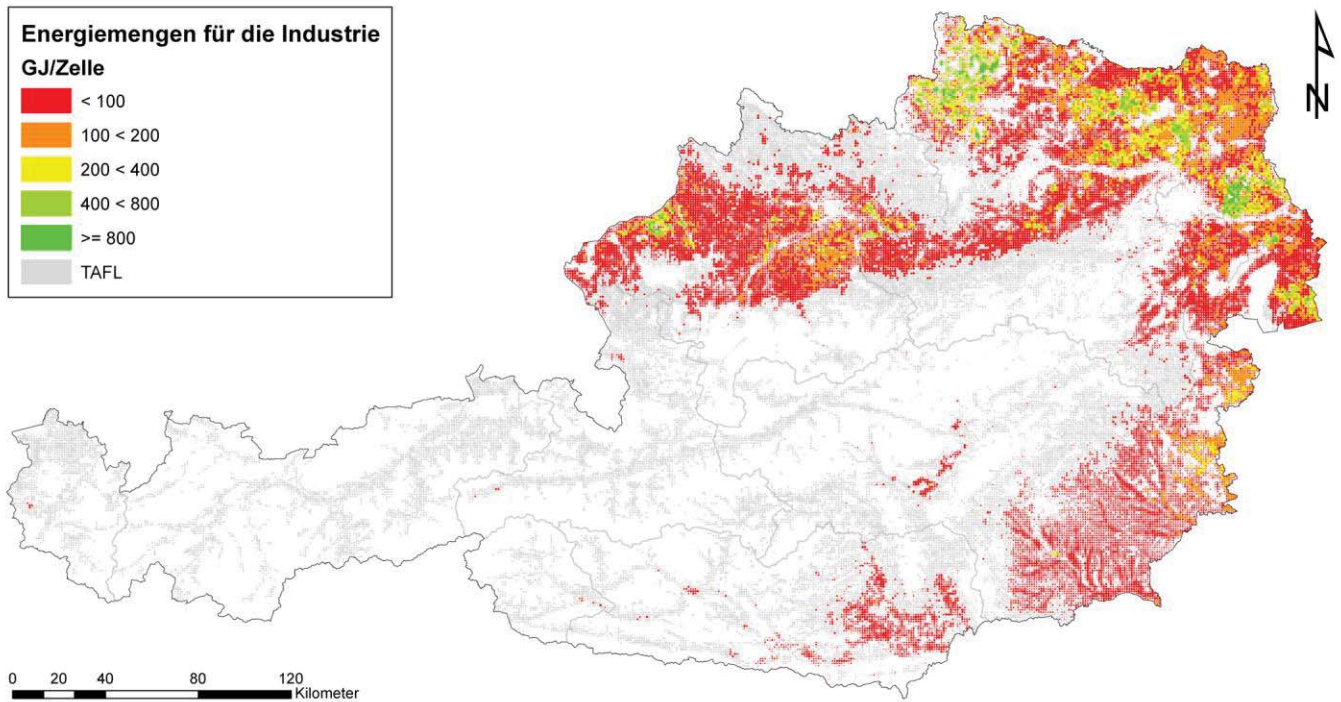 Energiemengen für die Industrie
GJ/Zelle
< 100
100 < 200
200 < 400
400 < 800
>= 800
TAFL
N
0 20 40 80 120
Kilometer